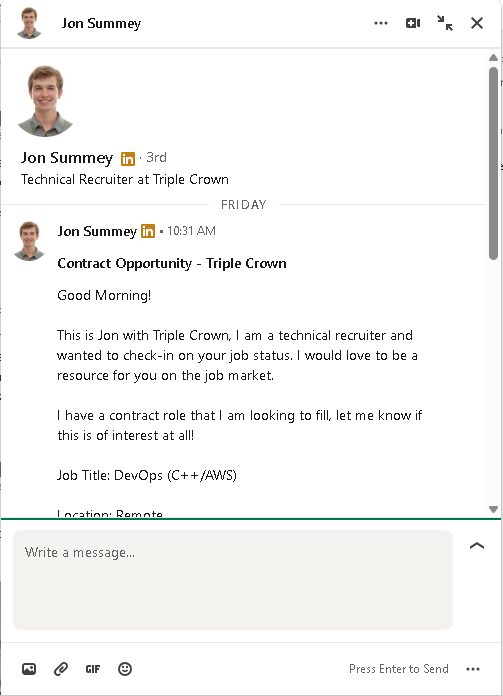 Jon Summey
Jon Summey in · 3rd
Technical Recruiter at Triple Crown
FRIDAY
Jon Summey in • 10:31 AM
Contract Opportunity - Triple Crown
Good Morning!
This is Jon with Triple Crown, I am a technical recruiter and
wanted to check-in on your job status. I would love to be a
resource for you on the job market.
I have a contract role that I am looking to fill, let me know if
this is of interest at all!
Job Title: DevOps (C++/AWS)
Location: Remote
Write a message...
GIF
Press Enter to Send